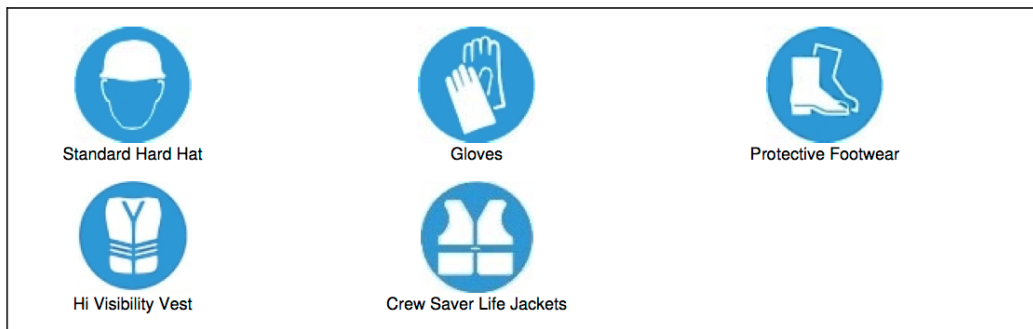 Standard Hard Hat
Gloves
Protective Footwear
Hi Visibility Vest
Crew Saver Life Jackets